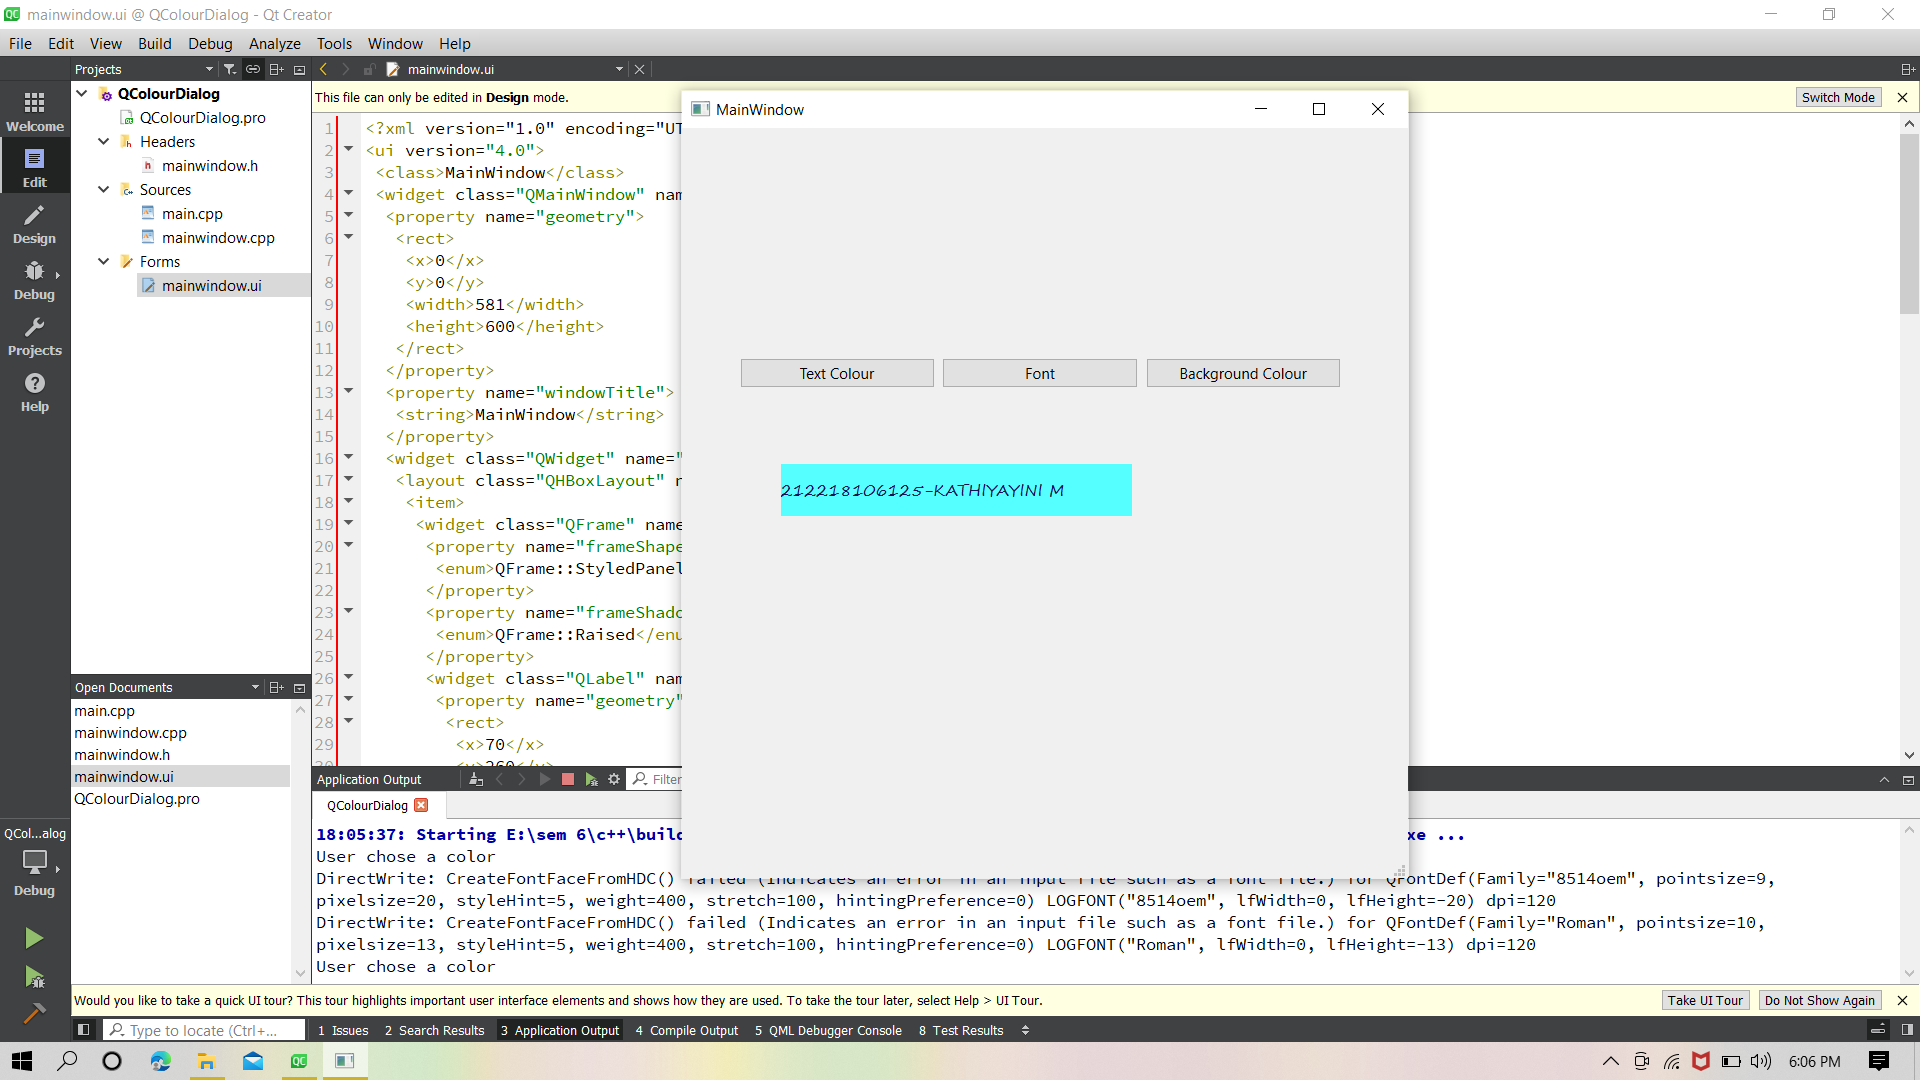 mainwindow.ui @ QColourDialog - Qt Creator
File Edit View Build Debug Analyze Tools Window Help
Projects
mainwindow.ui
Welcome
Edit
Design
Debug
Projects
Help
QColourDialog
QColourDialog.pro
Headers
mainwindow.h
Sources
main.cpp
mainwindow.cpp
Forms
mainwindow.ui
This file can only be edited in Design mode.
Switch Mode
1 <?xml version="1.0" encoding="UT
2 <ui version="4.0">
3 <class>MainWindow</class>
4 <widget class="QMainWindow" nam
5 <property name="geometry">
6 <rect>
7 <x>0</x>
8 <y>0</y>
9 <width>581</width>
10 <height>600</height>
11 </rect>
12 </property>
13 <property name="windowTitle">
14 <string>MainWindow</string>
15 </property>
16 <widget class="QWidget" name="
17 <layout class="QHBoxLayout" n
18 <item>
19 <widget class="QFrame" name
20 <property name="frameShape
21 <enum>QFrame::StyledPanel
22 </property>
23 <property name="frameShado
24 <enum>QFrame::Raised</enu
25 </property>
26 <widget class="QLabel" nam
27 <property name="geometry"
28 <rect>
29 <x>70</x>
30 <y>260</y>
MainWindow
Text Colour
Font
Background Colour
212218106125-KATHIYAYINI M
Open Documents
main.cpp
mainwindow.cpp
mainwindow.h
mainwindow.ui
QColourDialog.pro
QCol...alog
Debug
Application Output
Filter
QColourDialog
18:05:37: Starting E:\sem 6\c++\build xe ...
User chose a color
DirectWrite: CreateFontFaceFromHDC() failed (Indicates an error in an input file such as a font file.) for QFontDef(Family="8514oem", pointsize=9,
pixelsize=20, styleHint=5, weight=400, stretch=100, hintingPreference=0) LOGFONT("8514oem", lfWidth=0, lfHeight=-20) dpi=120
DirectWrite: CreateFontFaceFromHDC() failed (Indicates an error in an input file such as a font file.) for QFontDef(Family="Roman", pointsize=10,
pixelsize=13, styleHint=5, weight=400, stretch=100, hintingPreference=0) LOGFONT("Roman", lfWidth=0, lfHeight=-13) dpi=120
User chose a color
Would you like to take a quick UI tour? This tour highlights important user interface elements and shows how they are used. To take the tour later, select Help > UI Tour.
Take UI Tour
Do Not Show Again
Type to locate (Ctrl+...
1 Issues 2 Search Results 3 Application Output 4 Compile Output 5 QML Debugger Console 8 Test Results
6:06 PM